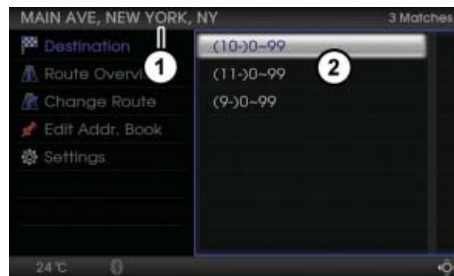 MAIN AVE, NEW YORK, NY 3 Matches
Destination
Route Overvi
Change Route
Edit Addr. Book
Settings
1
(10-)0~99
(11-)0~99
(9-)0~99
2
24°C